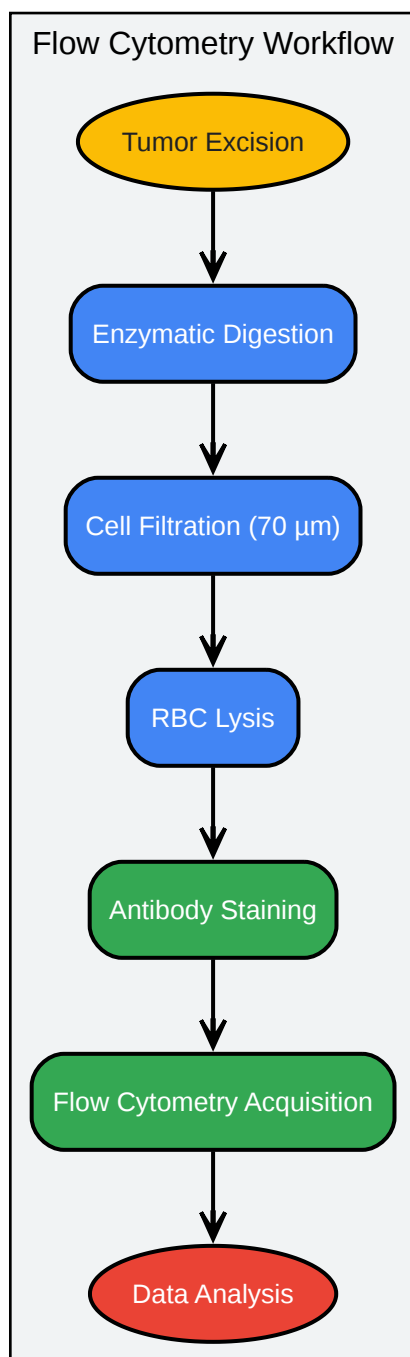 Flow Cytometry Workflow
Tumor Excision
Enzymatic Digestion
Cell Filtration (70 µm)
RBC Lysis
Antibody Staining
Flow Cytometry Acquisition
Data Analysis